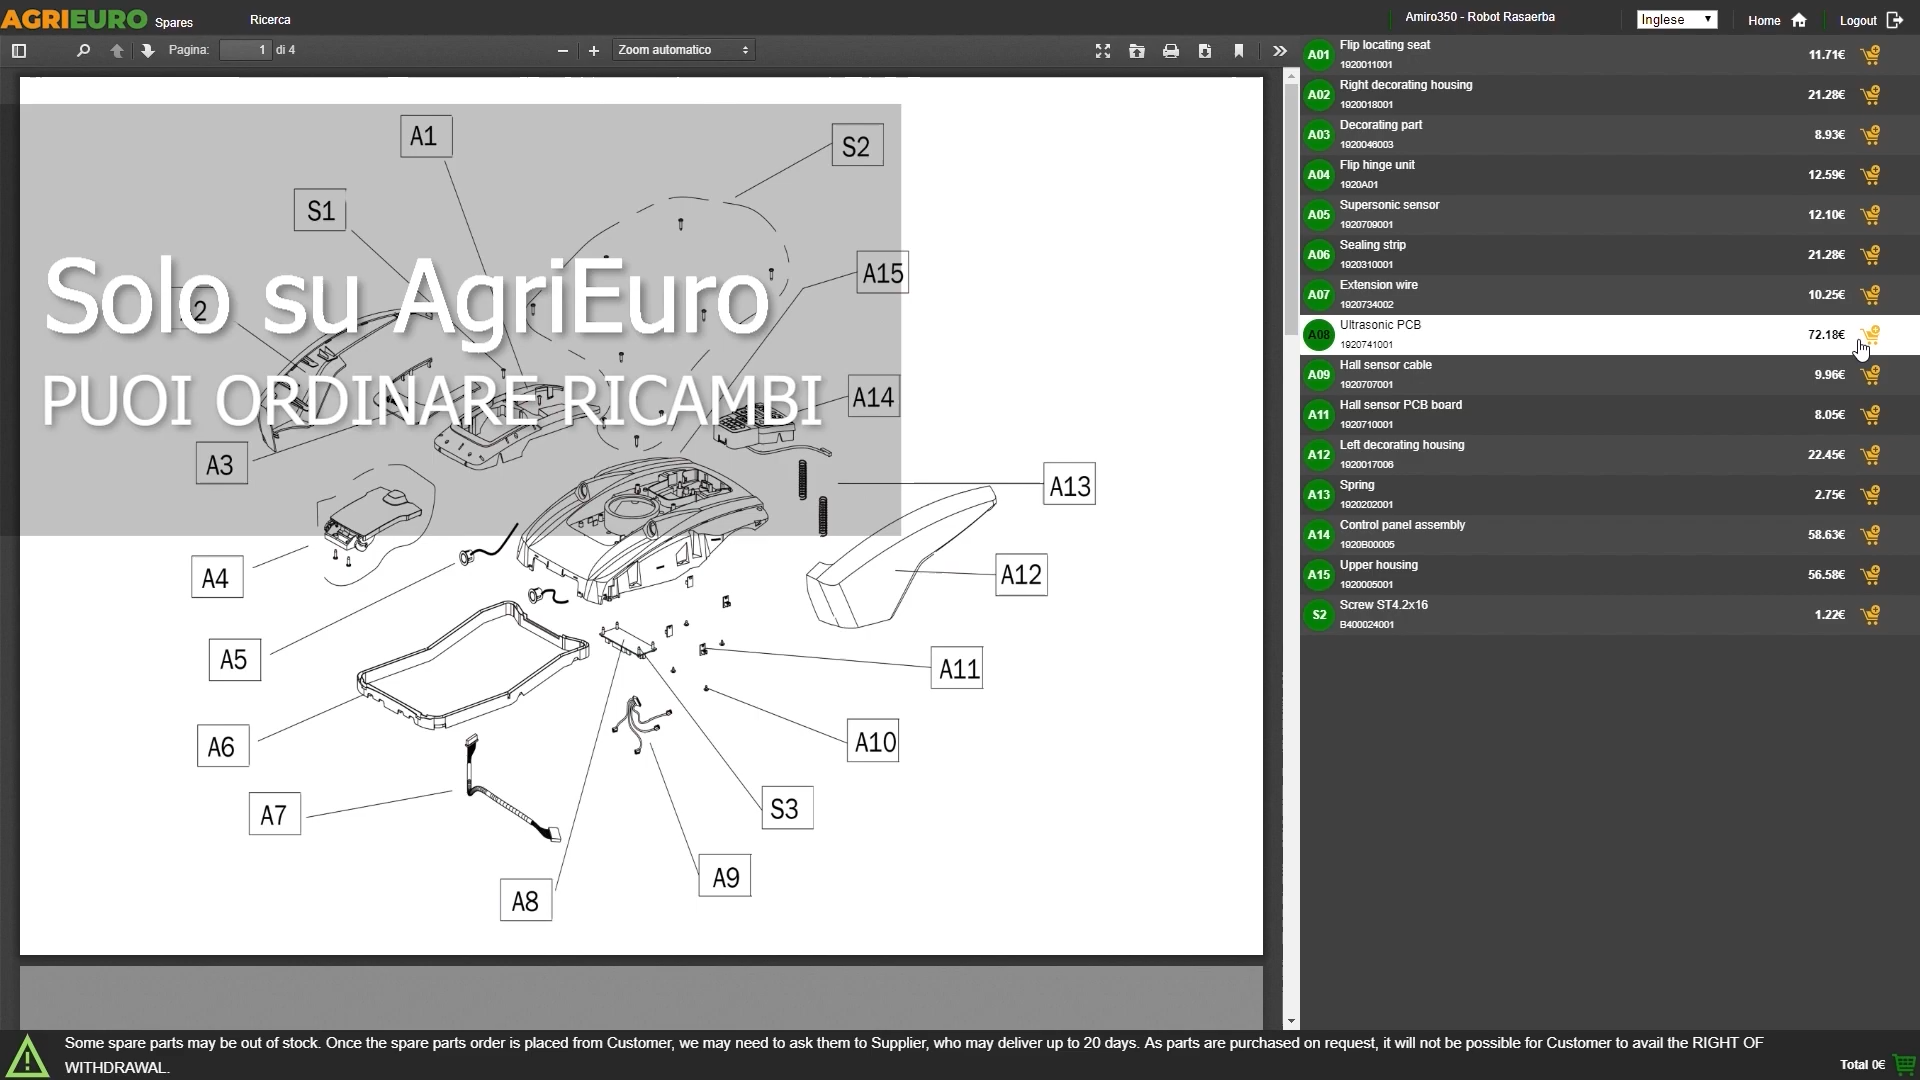 AGRIEURO Spares
Ricerca
Amiro350 - Robot Rasaerba
Inglese
Home
Logout
Pagina: 1 di 4
Zoom automatico
A1
S2
S1
A15
2
Solo su AgriEuro
PUOI ORDINARE RICAMBI
A14
A3
A13
A4
A12
A5
A11
A6
A10
A7
S3
A9
A8
A01 Flip locating seat 11.71€
1920011001
A02 Right decorating housing 21.28€
1920018001
A03 Decorating part 8.93€
1920046003
A04 Flip hinge unit 12.59€
1920A01
A05 Supersonic sensor 12.10€
1920709001
A06 Sealing strip 21.28€
1920310001
A07 Extension wire 10.25€
1920734002
A08 Ultrasonic PCB 72.18€
1920741001
A09 Hall sensor cable 9.96€
1920707001
A11 Hall sensor PCB board 8.05€
1920710001
A12 Left decorating housing 22.45€
1920017006
A13 Spring 2.75€
1920202001
A14 Control panel assembly 58.63€
1920B00005
A15 Upper housing 56.58€
1920005001
S2 Screw ST4.2x16 1.22€
B400024001
Some spare parts may be out of stock. Once the spare parts order is placed from Customer, we may need to ask them to Supplier, who may deliver up to 20 days. As parts are purchased on request, it will not be possible for Customer to avail the RIGHT OF
WITHDRAWAL.
Total 0€